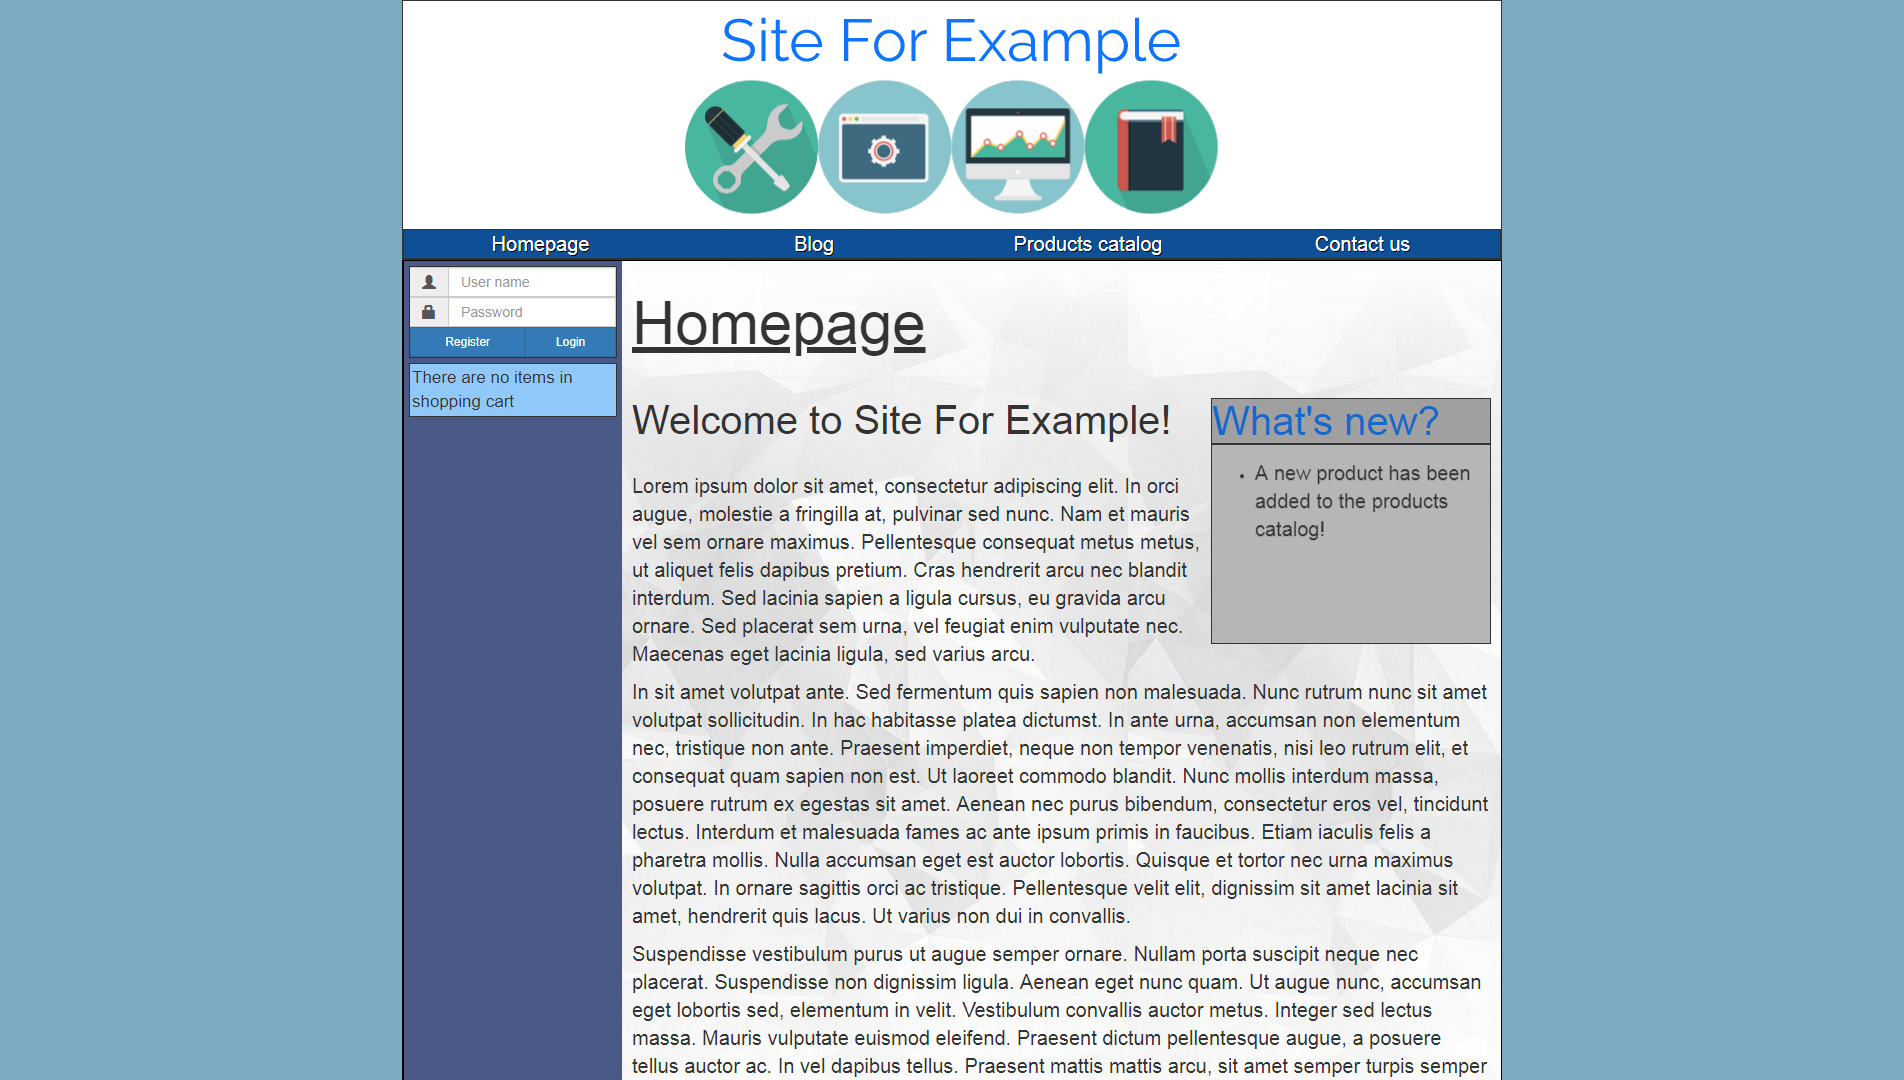 Site For Example
Homepage Blog Products catalog Contact us
User name
Password
Register Login
There are no items in
shopping cart
Homepage
Welcome to Site For Example!
Lorem ipsum dolor sit amet, consectetur adipiscing elit. In orci
augue, molestie a fringilla at, pulvinar sed nunc. Nam et mauris
vel sem ornare maximus. Pellentesque consequat metus metus,
ut aliquet felis dapibus pretium. Cras hendrerit arcu nec blandit
interdum. Sed lacinia sapien a ligula cursus, eu gravida arcu
ornare. Sed placerat sem urna, vel feugiat enim vulputate nec.
Maecenas eget lacinia ligula, sed varius arcu.
What's new?
• A new product has been
added to the products
catalog!
In sit amet volutpat ante. Sed fermentum quis sapien non malesuada. Nunc rutrum nunc sit amet
volutpat sollicitudin. In hac habitasse platea dictumst. In ante urna, accumsan non elementum
nec, tristique non ante. Praesent imperdiet, neque non tempor venenatis, nisi leo rutrum elit, et
consequat quam sapien non est. Ut laoreet commodo blandit. Nunc mollis interdum massa,
posuere rutrum ex egestas sit amet. Aenean nec purus bibendum, consectetur eros vel, tincidunt
lectus. Interdum et malesuada fames ac ante ipsum primis in faucibus. Etiam iaculis felis a
pharetra mollis. Nulla accumsan eget est auctor lobortis. Quisque et tortor nec urna maximus
volutpat. In ornare sagittis orci ac tristique. Pellentesque velit elit, dignissim sit amet lacinia sit
amet, hendrerit quis lacus. Ut varius non dui in convallis.
Suspendisse vestibulum purus ut augue semper ornare. Nullam porta suscipit neque nec
placerat. Suspendisse non dignissim ligula. Aenean eget nunc quam. Ut augue nunc, accumsan
eget lobortis sed, elementum in velit. Vestibulum convallis auctor metus. Integer sed lectus
massa. Mauris vulputate euismod eleifend. Praesent dictum pellentesque augue, a posuere
tellus auctor ac. In vel dapibus tellus. Praesent mattis mattis arcu, sit amet semper turpis semper